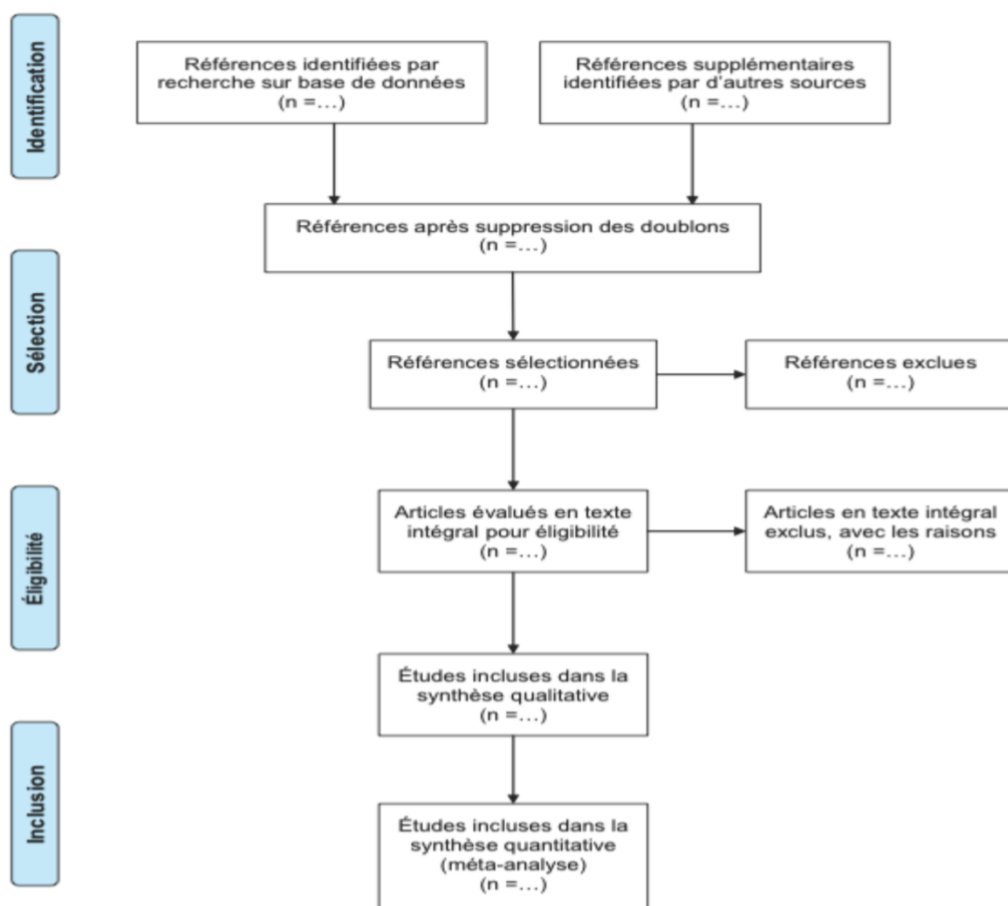 Identification
Références identifiées par
recherche sur base de données
(n =…)
Références supplémentaires
identifiées par d'autres sources
(n =…)
Références après suppression des doublons
(n =…)
Sélection
Références sélectionnées
(n =…)
Références exclues
(n =…)
Éligibilité
Articles évalués en texte
intégral pour éligibilité
(n =…)
Articles en texte intégral
exclus, avec les raisons
(n =…)
Études incluses dans la
synthèse qualitative
(n =…)
Inclusion
Études incluses dans la
synthèse quantitative
(méta-analyse)
(n =…)